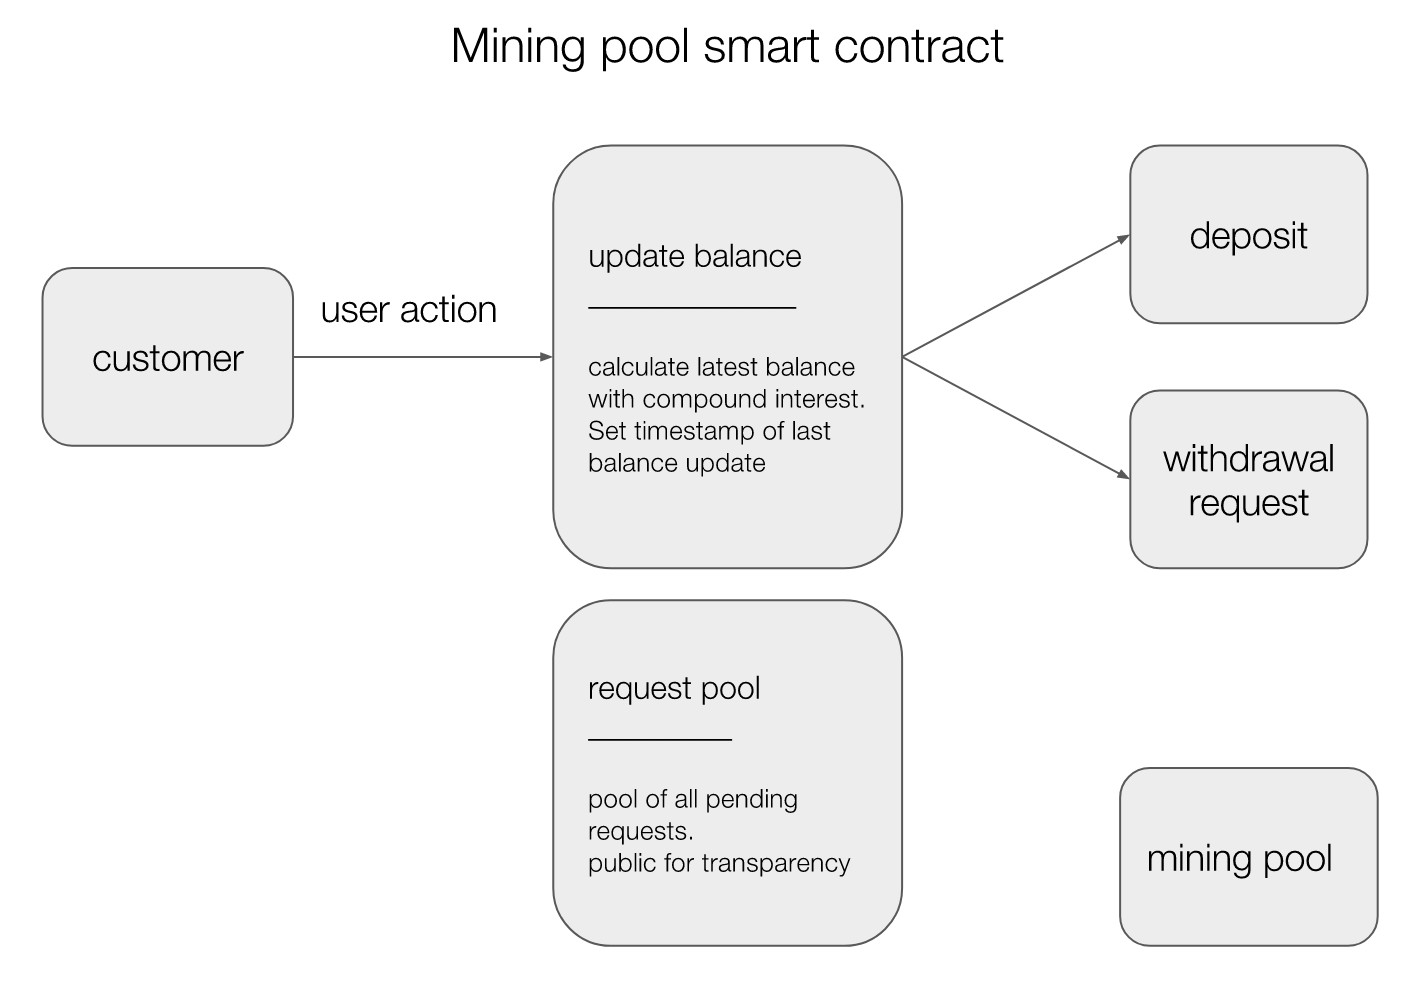 Mining pool smart contract
customer
user action
update balance
calculate latest balance
with compound interest.
Set timestamp of last
balance update
deposit
withdrawal
request
request pool
pool of all pending
requests.
public for transparency
mining pool